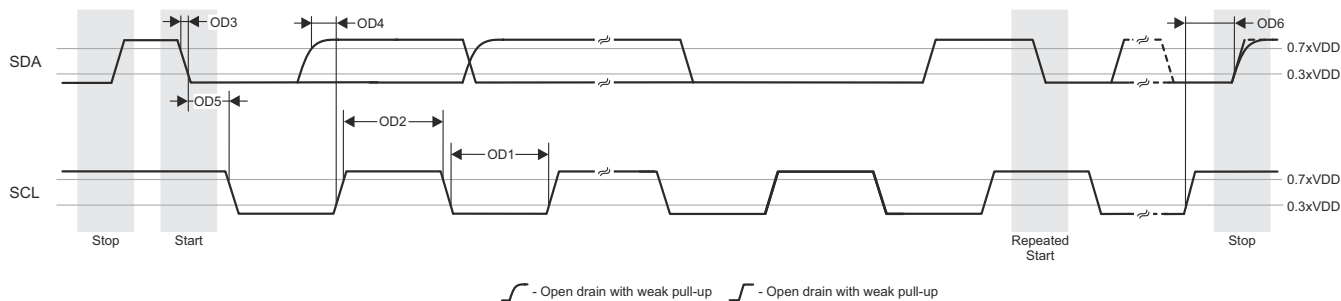 OD3
OD4
OD6
SDA
0.7xVDD
0.3xVDD
OD5
OD2
OD1
SCL
0.7xVDD
0.3xVDD
Stop
Start
Repeated
Start
Stop
- Open drain with weak pull-up
- Open drain with weak pull-up